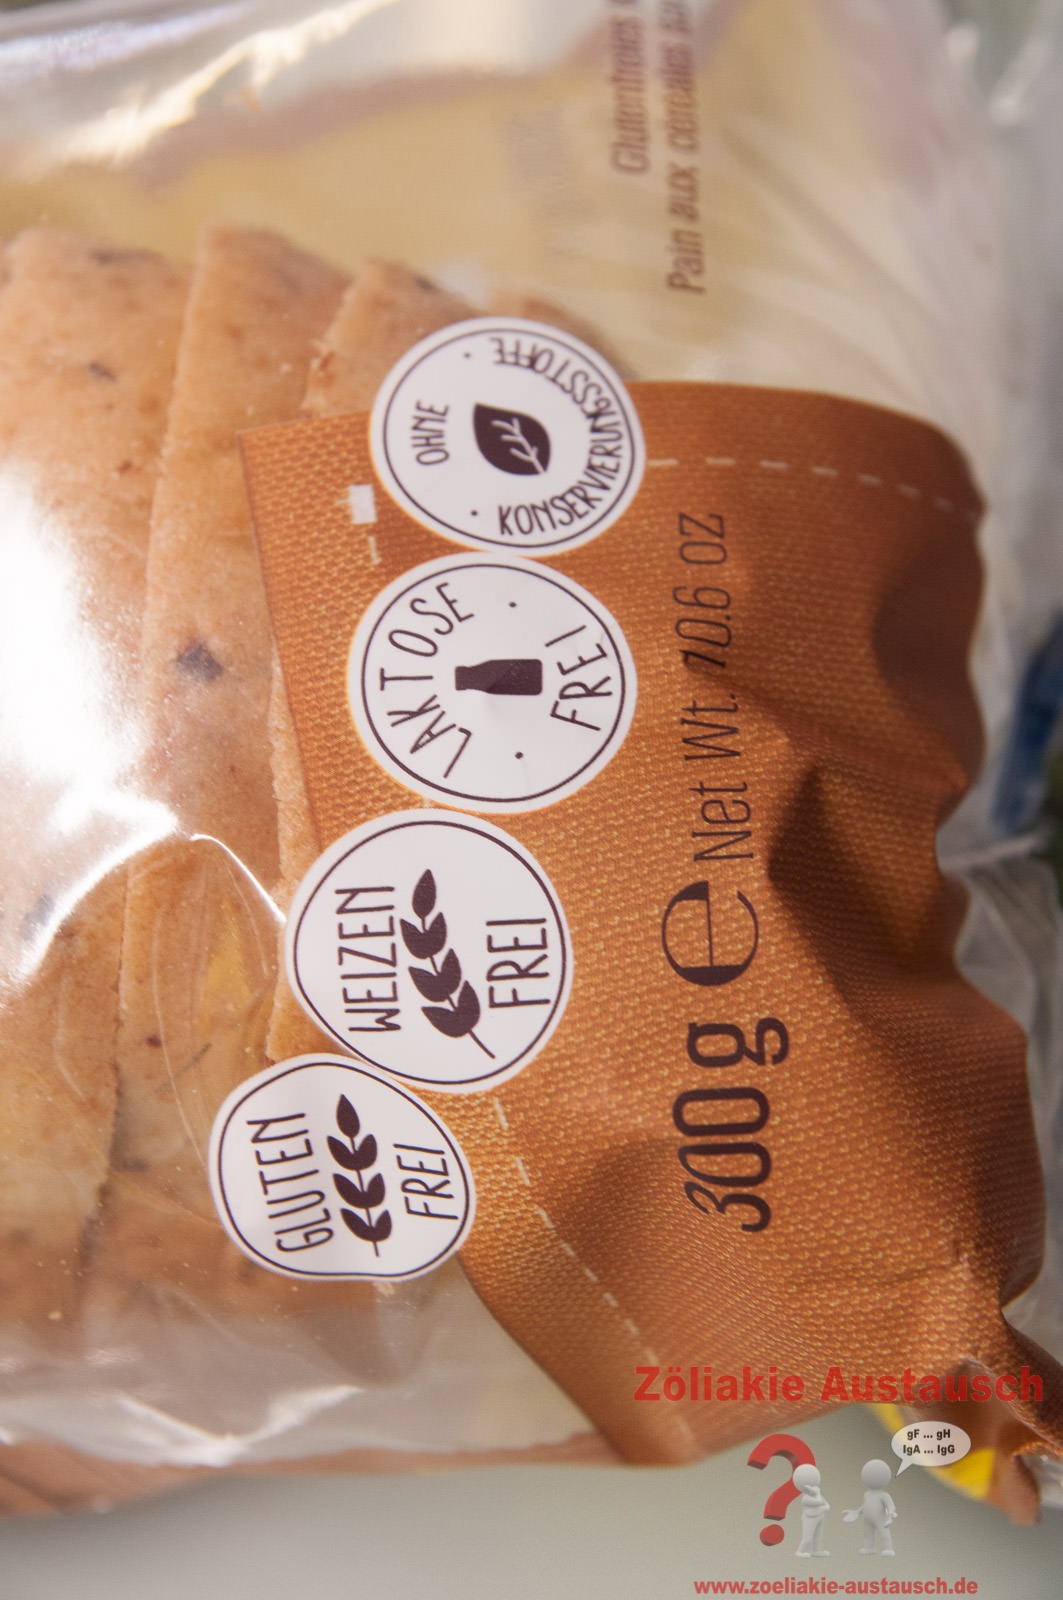 Glutenfreies
Pain aux céréales
OHNE
KONSERVIERUNGSSTOFFE
LAKTOSE
FREI
WEIZEN
FREI
GLUTEN
FREI
300g e Net Wt. 10.6 OZ
Zöliakie Austausch
gF ... gH
IgA ... IgG
www.zoeliakie-austausch.de